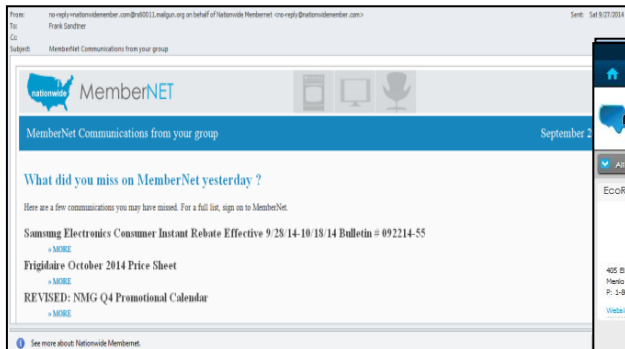 From: no-reply=nationwidemember.com@rs60011.mailgun.org on behalf of Nationwide Membernet <no-reply@nationwidemember.com> Sent: Sat 9/27/2014
To: Frank Sandtner
Cc:
Subject: MemberNet Communications from your group
nationwide MemberNET
MemberNet Communications from your group September 2
What did you miss on MemberNet yesterday ?
Here are a few communications you may have missed. For a full list, sign on to MemberNet.
Samsung Electronics Consumer Instant Rebate Effective 9/28/14-10/18/14 Bulletin # 092214-55
» MORE
Frigidaire October 2014 Price Sheet
» MORE
REVISED: NMG Q4 Promotional Calendar
» MORE
See more about: Nationwide Membernet.
EcoR
405 El
Menlo
P: 1-8